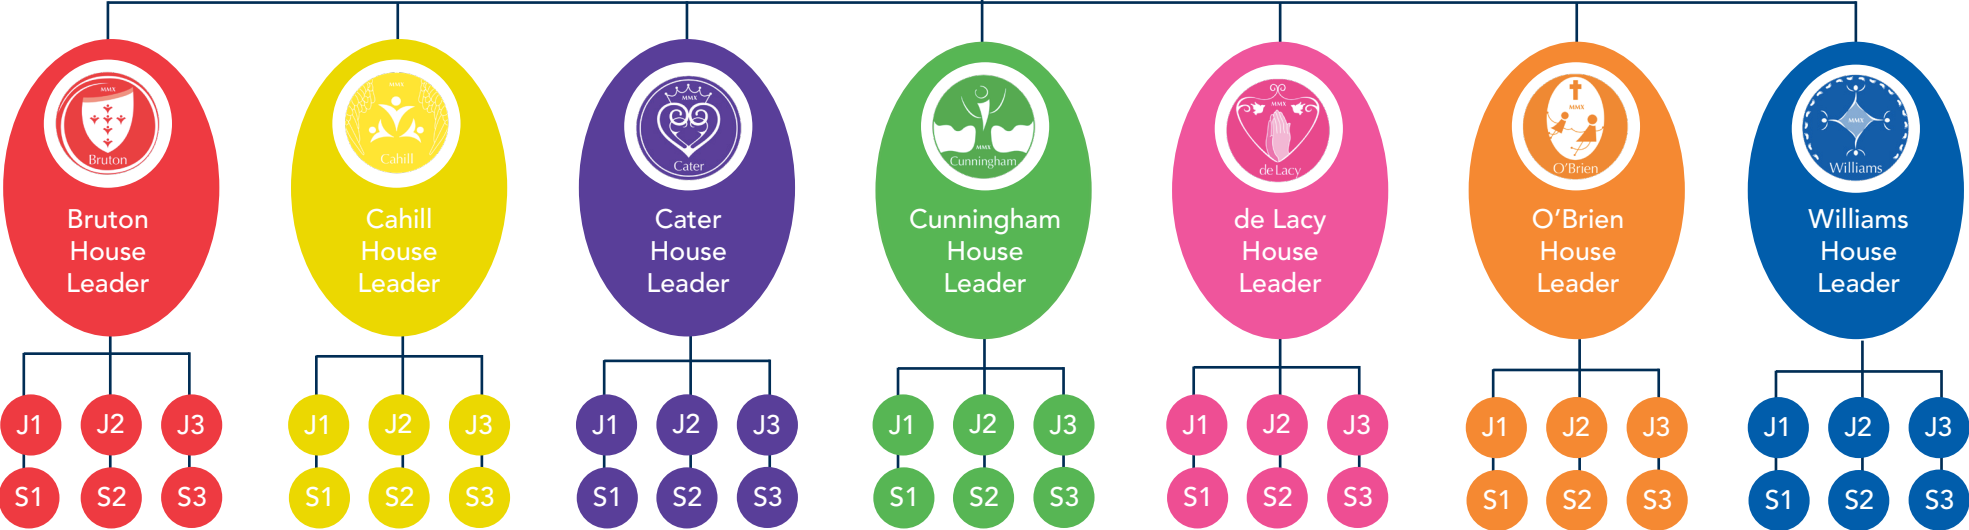 MMX
Bruton
Bruton
House
Leader
J1 J2 J3
S1 S2 S3
MMX
Cahill
Cahill
House
Leader
J1 J2 J3
S1 S2 S3
MMX
Cater
Cater
House
Leader
J1 J2 J3
S1 S2 S3
MMX
Cunningham
Cunningham
House
Leader
J1 J2 J3
S1 S2 S3
MMX
de Lacy
de Lacy
House
Leader
J1 J2 J3
S1 S2 S3
MMX
O'Brien
O'Brien
House
Leader
J1 J2 J3
S1 S2 S3
MMX
Williams
Williams
House
Leader
J1 J2 J3
S1 S2 S3